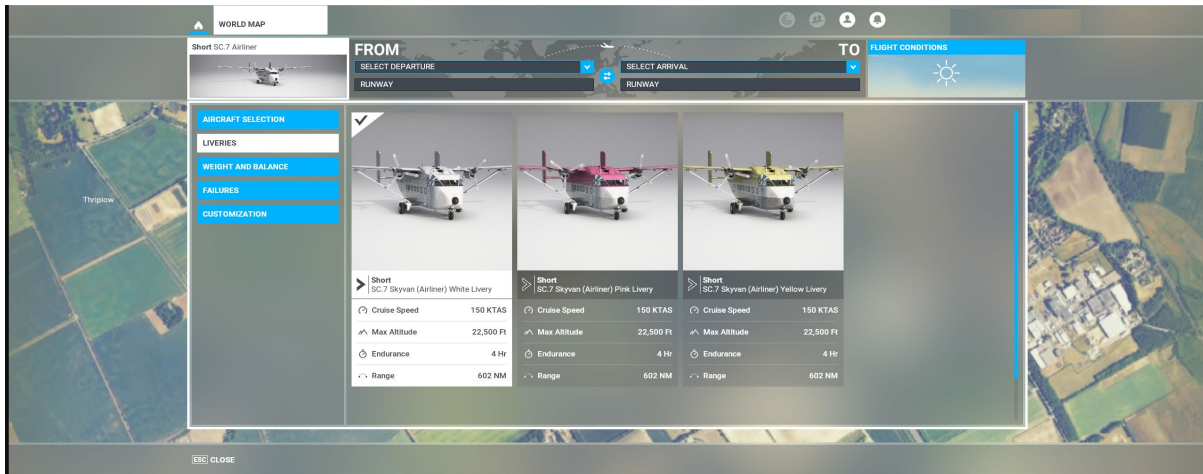 WORLD MAP
Short SC.7 Airliner
FROM
SELECT DEPARTURE
RUNWAY
TO
SELECT ARRIVAL
RUNWAY
FLIGHT CONDITIONS
AIRCRAFT SELECTION
LIVERIES
WEIGHT AND BALANCE
FAILURES
CUSTOMIZATION
Thriplow
Short
SC.7 Skyvan (Airliner) White Livery
Cruise Speed 150 KTAS
Max Altitude 22,500 Ft
Endurance 4 Hr
Range 602 NM
Short
SC.7 Skyvan (Airliner) Pink Livery
Cruise Speed 150 KTAS
Max Altitude 22,500 Ft
Endurance 4 Hr
Range 602 NM
Short
SC.7 Skyvan (Airliner) Yellow Livery
Cruise Speed 150 KTAS
Max Altitude 22,500 Ft
Endurance 4 Hr
Range 602 NM
ESC CLOSE